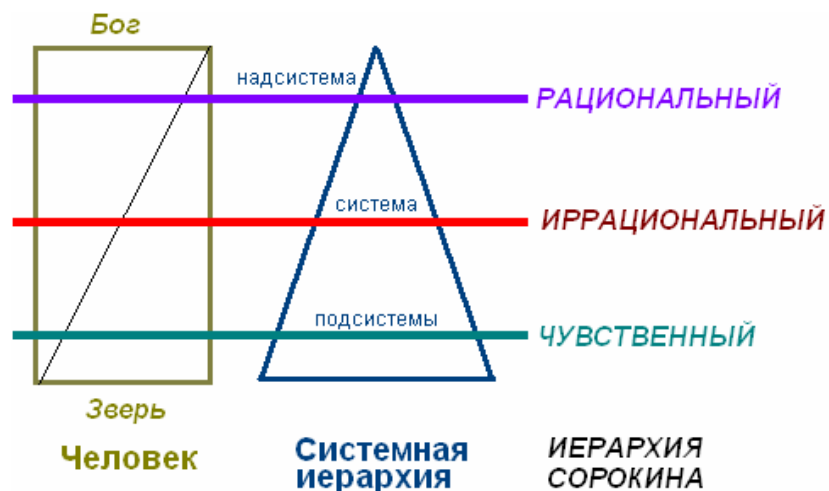 Бог
надсистема
РАЦИОНАЛЬНЫЙ
система
ИРРАЦИОНАЛЬНЫЙ
подсистемы
ЧУВСТВЕННЫЙ
Зверь
Человек
Системная
иерархия
ИЕРАРХИЯ
СОРОКИНА